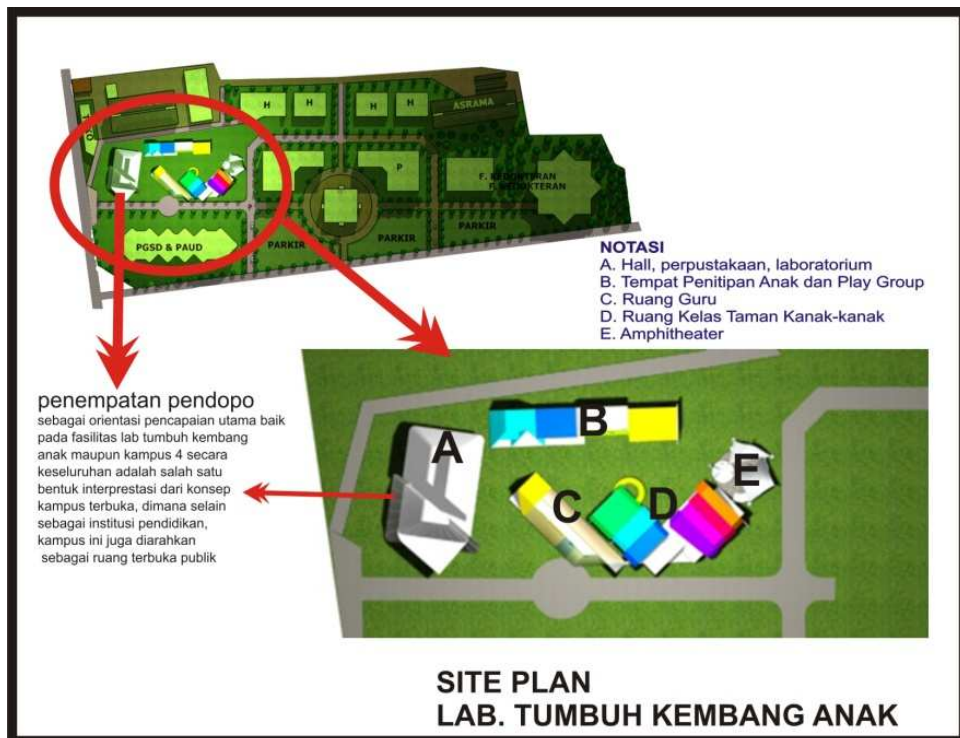 H
H
H
H
ASRAMA
P
F. KEDOKTERAN
F. KEDOKTERAN
PGSD & PAUD
PARKIR
PARKIR
PARKIR
NOTASI
A. Hall, perpustakaan, laboratorium
B. Tempat Penitipan Anak dan Play Group
C. Ruang Guru
D. Ruang Kelas Taman Kanak-kanak
E. Amphitheater
penempatan pendopo
sebagai orientasi pencapaian utama baik
pada fasilitas lab tumbuh kembang
anak maupun kampus 4 secara
keseluruhan adalah salah satu
bentuk interprestasi dari konsep
kampus terbuka, dimana selain
sebagai institusi pendidikan,
kampus ini juga diarahkan
sebagai ruang terbuka publik
A
B
C
D
E
SITE PLAN
LAB. TUMBUH KEMBANG ANAK